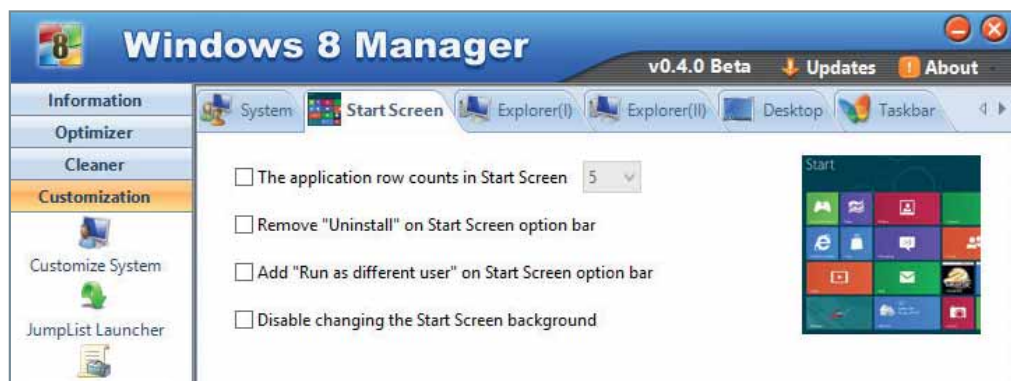 8
Windows 8 Manager
v0.4.0 Beta
Updates
About
Information
Optimizer
Cleaner
Customization
Customize System
JumpList Launcher
System
Start Screen
Explorer(I)
Explorer(II)
Desktop
Taskbar
The application row counts in Start Screen 5
Remove "Uninstall" on Start Screen option bar
Add "Run as different user" on Start Screen option bar
Disable changing the Start Screen background
Start